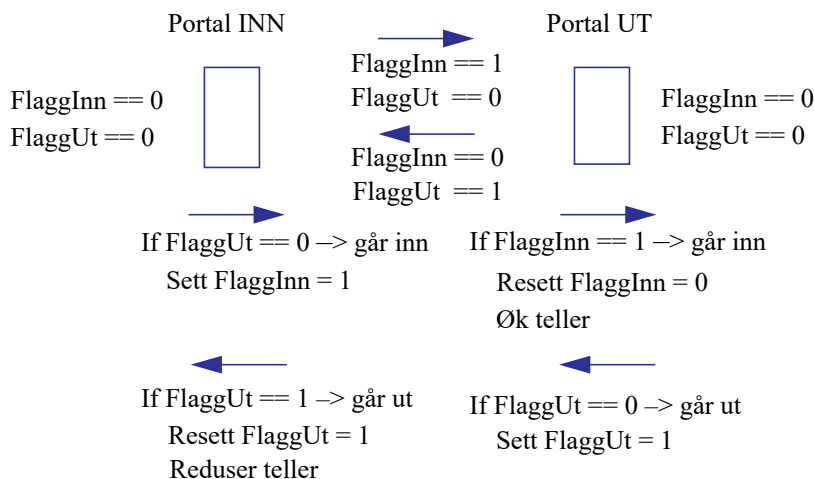 Portal INN
Portal UT
FlaggInn == 1
FlaggUt == 0
FlaggInn == 0
FlaggUt == 0
FlaggInn == 0
FlaggUt == 0
FlaggInn == 0
FlaggUt == 1
If FlaggUt == 0 –> går inn
Sett FlaggInn = 1
If FlaggInn == 1 –> går inn
Resett FlaggInn = 0
Øk teller
If FlaggUt == 1 –> går ut
Resett FlaggUt = 1
Reduser teller
If FlaggUt == 0 –> går ut
Sett FlaggUt = 1